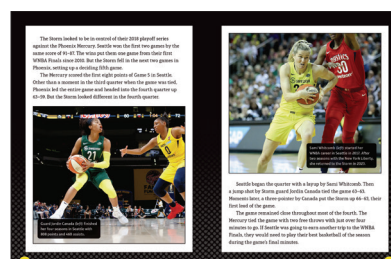 The Storm looked to be in control of their 2018 playoff series
against the Phoenix Mercury. Seattle won the first two games by the
same score of 91–87. The wins put them one game from their first
WNBA Finals since 2010. But the Storm fell in the next two games in
Phoenix, setting up a deciding fifth game.
The Mercury scored the first eight points of Game 5 in Seattle.
Other than a moment in the third quarter when the game was tied,
Phoenix led the entire game and headed into the fourth quarter up
63–59. But the Storm looked different in the fourth quarter.
21
Guard Jordin Canada (left) finished
her four seasons in Seattle with
STICS
30
Sami Whitcomb (left) started her
WNBA career in Seattle in 2017. After
two seasons with the New York Liberty,
she returned to the Storm in
Seattle began the quarter with a layup by Sami Whitcomb. Then
a jump shot by Storm guard Jordin Canada tied the game 63–63.
Moments later, a three-pointer by Canada put the Storm up 66–63, their
first lead of the game.
The game remained close throughout most of the fourth. The
Mercury tied the game with two free throws with just over four
minutes to go. If Seattle was going to earn another trip to the WNBA
Finals, they would need to play their best basketball of the season
during the game's final minutes.